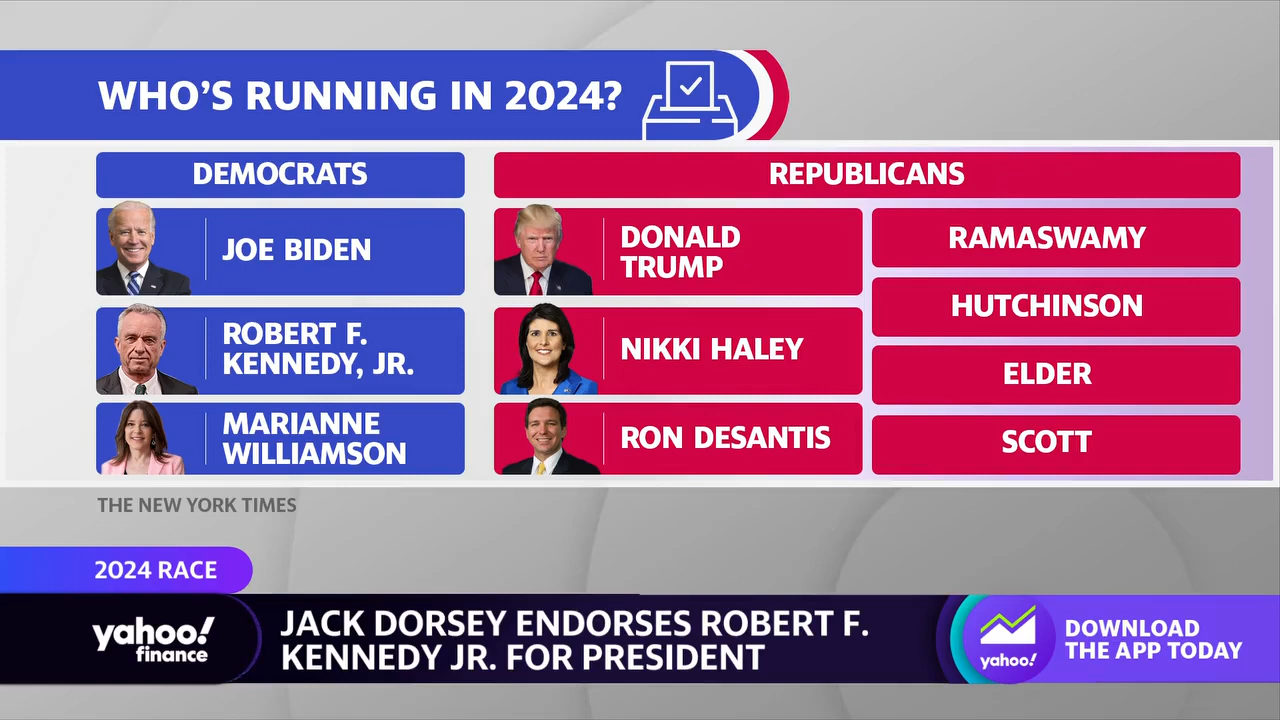 WHO'S RUNNING IN 2024?
DEMOCRATS
JOE BIDEN
ROBERT F.
KENNEDY, JR.
MARIANNE
WILLIAMSON
REPUBLICANS
DONALD
TRUMP
NIKKI HALEY
RON DESANTIS
RAMASWAMY
HUTCHINSON
ELDER
SCOTT
THE NEW YORK TIMES
2024 RACE
yahoo!
finance
JACK DORSEY ENDORSES ROBERT F.
KENNEDY JR. FOR PRESIDENT
yahoo!
DOWNLOAD
THE APP TODAY